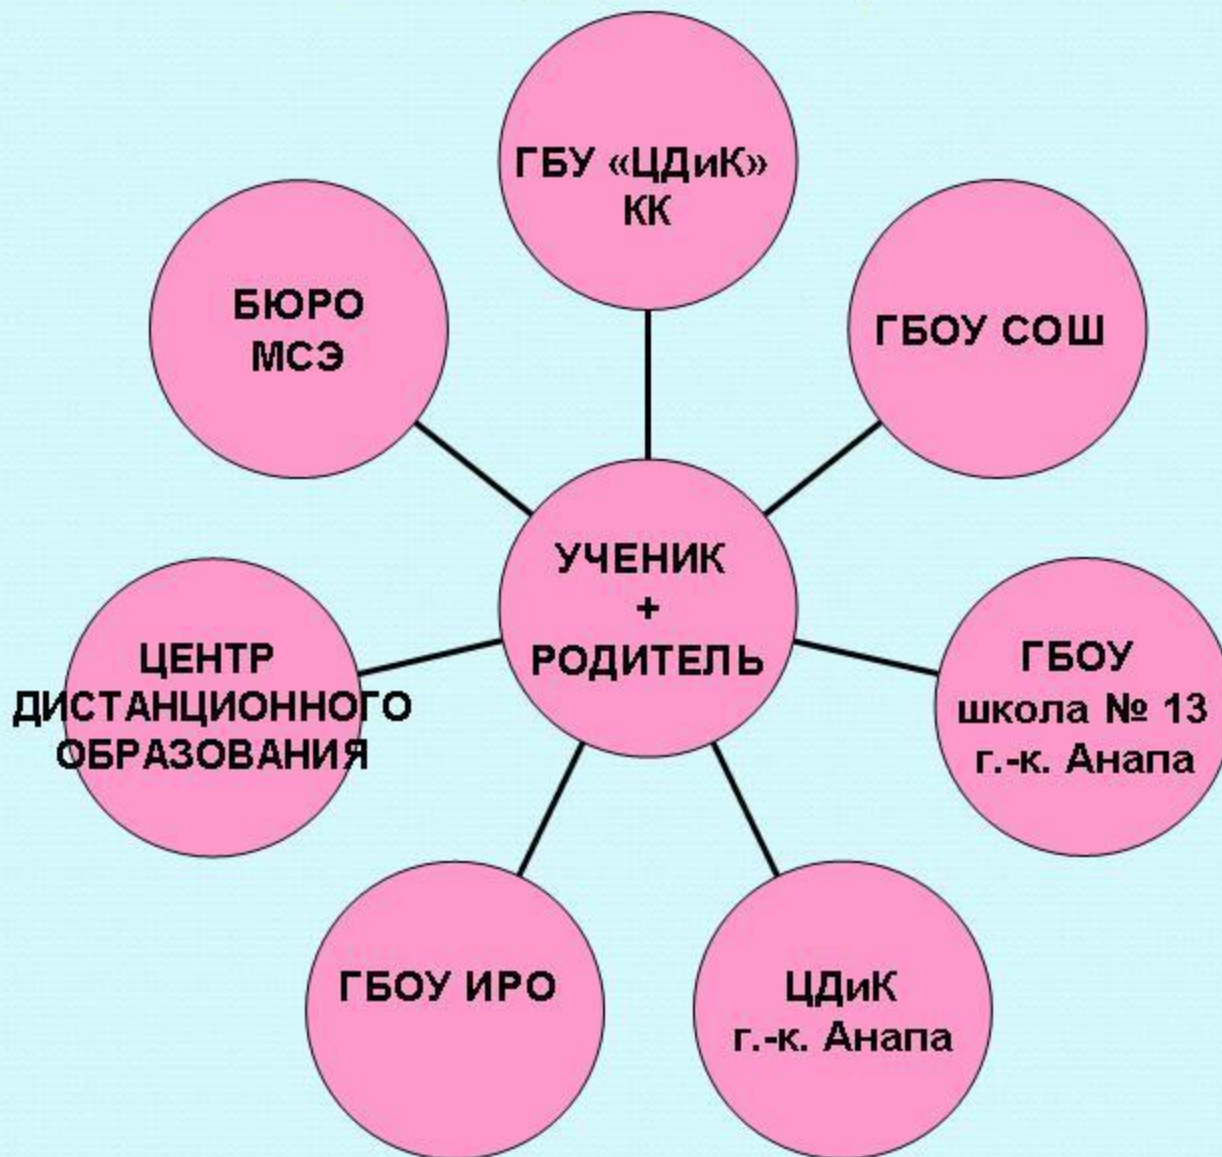 ГБУ «ЦДиК»
КК
БЮРО
МСЭ
ГБОУ СОШ
УЧЕНИК
+
РОДИТЕЛЬ
ЦЕНТР
ДИСТАНЦИОННОГО
ОБРАЗОВАНИЯ
ГБОУ
школа № 13
г.-к. Анапа
ГБОУ ИРО
ЦДиК
г.-к. Анапа